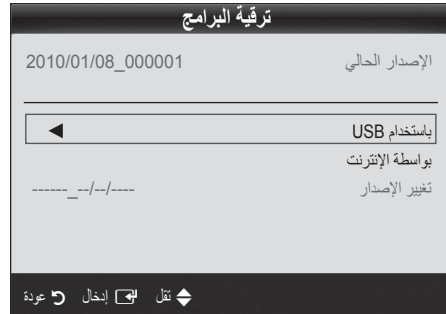 ترقية البرامج
الإصدار الحالي 2010/01/08_000001
باستخدام USB ◀
بواسطة الإنترنت
تغيير الإصدار ----/--/--_------
نقل إدخال عودة